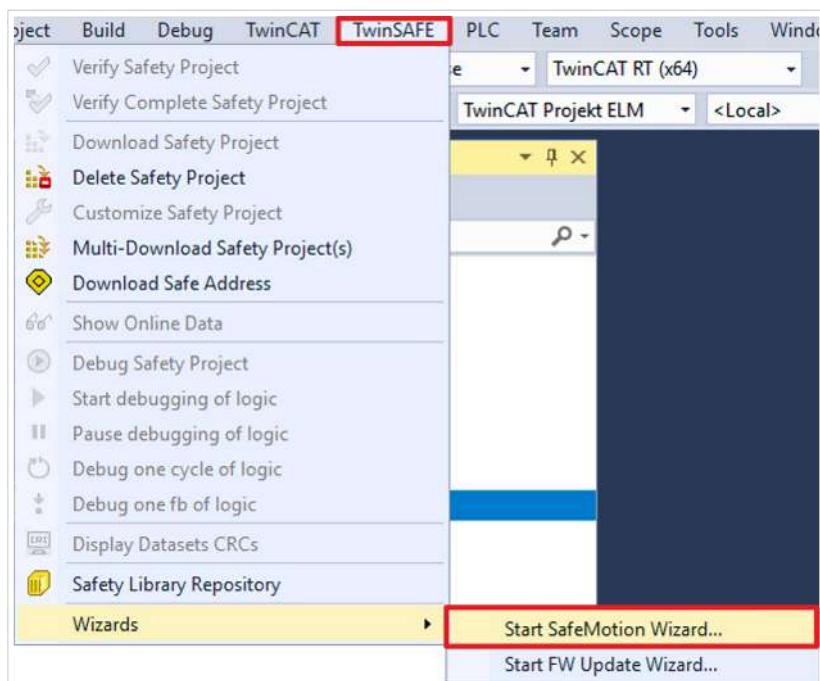 oject Build Debug TwinCAT TwinSAFE PLC Team Scope Tools Windo
Verify Safety Project
e TwinCAT RT (x64)
Verify Complete Safety Project
TwinCAT Projekt ELM <Local>
Download Safety Project
Delete Safety Project
Customize Safety Project
Multi-Download Safety Project(s)
Download Safe Address
Show Online Data
Debug Safety Project
Start debugging of logic
Pause debugging of logic
Debug one cycle of logic
Debug one fb of logic
Display Datasets CRCs
Safety Library Repository
Wizards
Start SafeMotion Wizard...
Start FW Update Wizard...